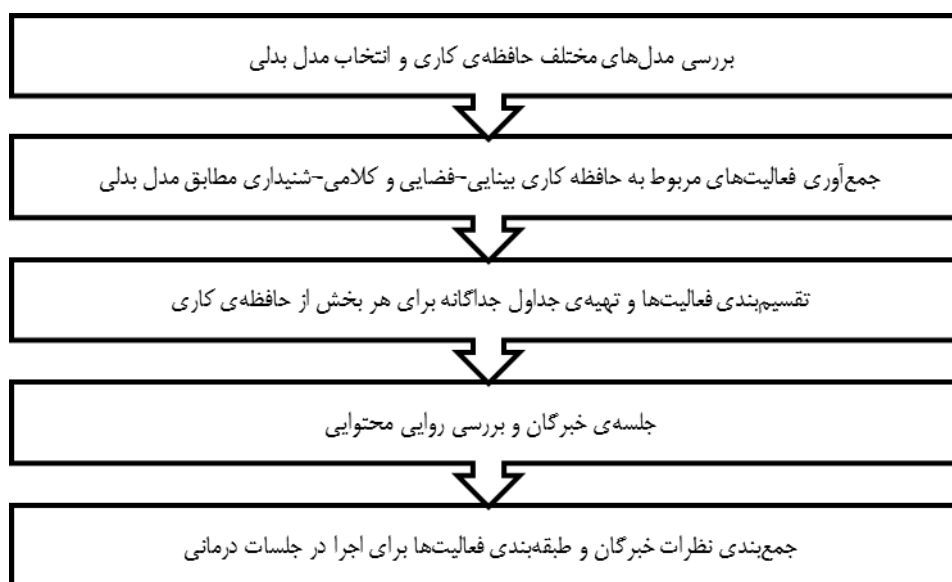 بررسی مدل‌های مختلف حافظه‌ی کاری و انتخاب مدل بدلی
جمع‌آوری فعالیت‌های مربوط به حافظه کاری بینایی-فضایی و کلامی-شنیداری مطابق مدل بدلی
تقسیم‌بندی فعالیت‌ها و تهیه‌ی جداول جداگانه برای هر بخش از حافظه‌ی کاری
جلسه‌ی خبرگان و بررسی روایی محتوایی
جمع‌بندی نظرات خبرگان و طبقه‌بندی فعالیت‌ها برای اجرا در جلسات درمانی